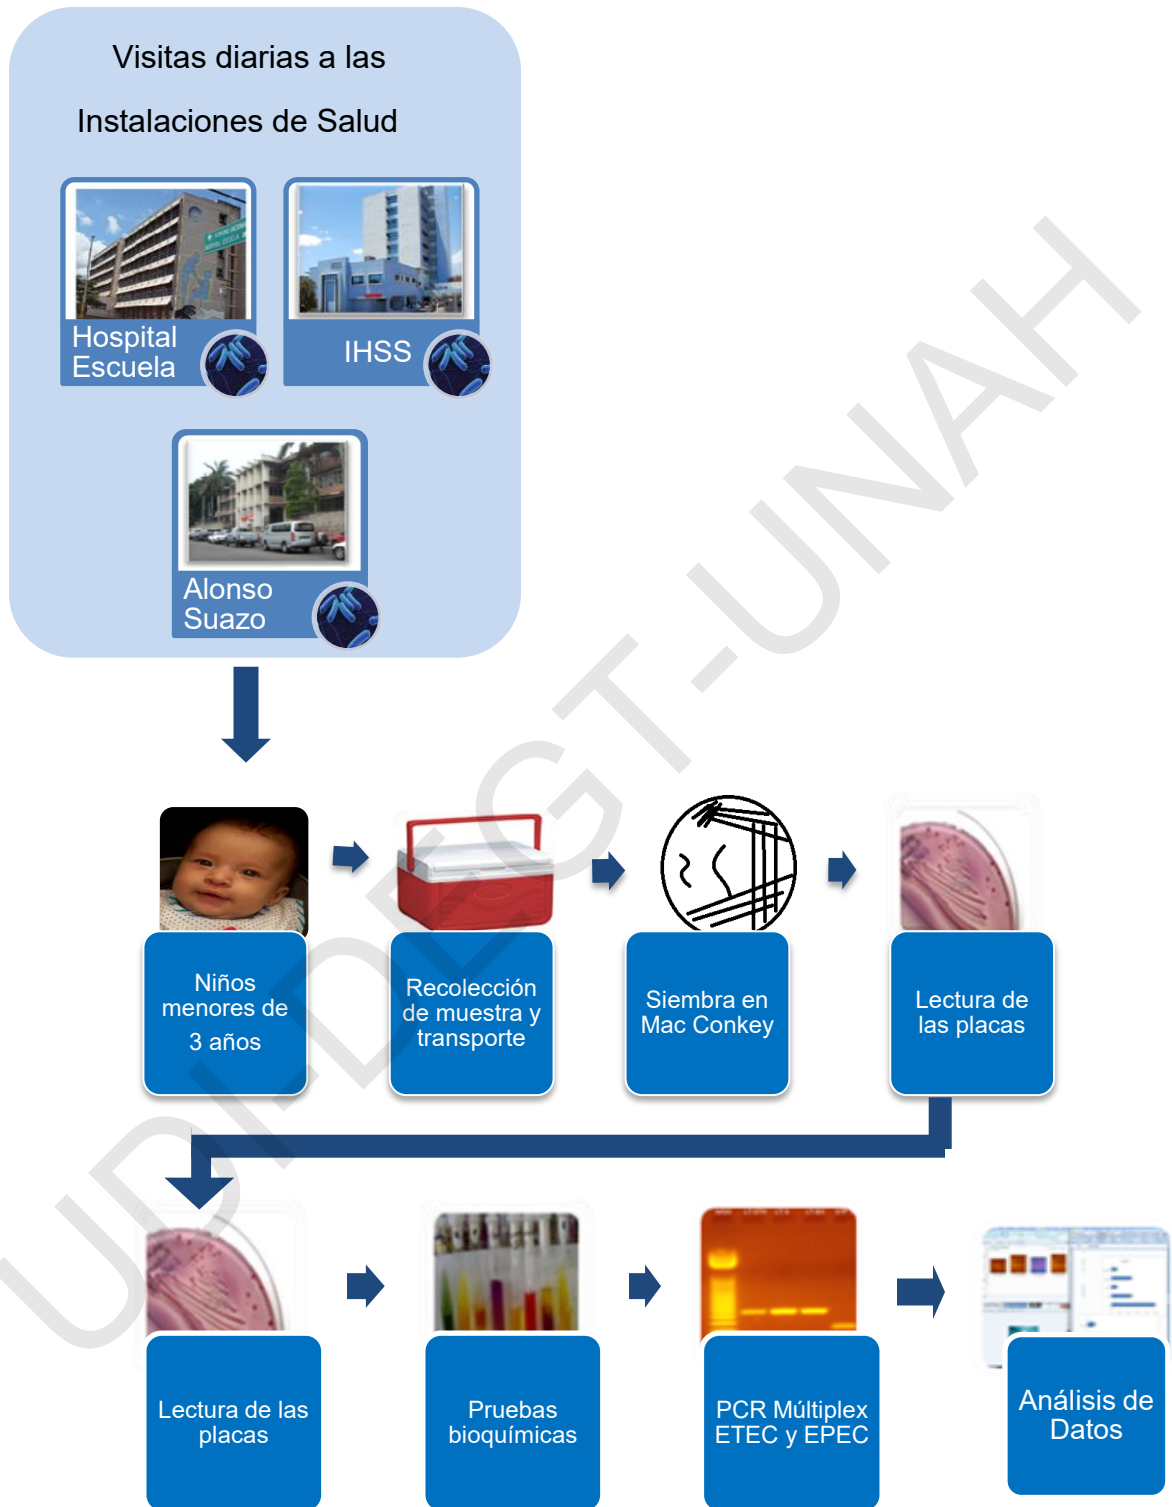 Visitas diarias a las
Instalaciones de Salud
Hospital
Escuela
IHSS
Alonso
Suazo
Niños
menores de
3 años
Recolección
de muestra y
transporte
Siembra en
Mac Conkey
Lectura de
las placas
Lectura de las
placas
Pruebas
bioquímicas
PCR Múltiplex
ETEC y EPEC
Análisis de
Datos
UDI-DEGT-UNAH